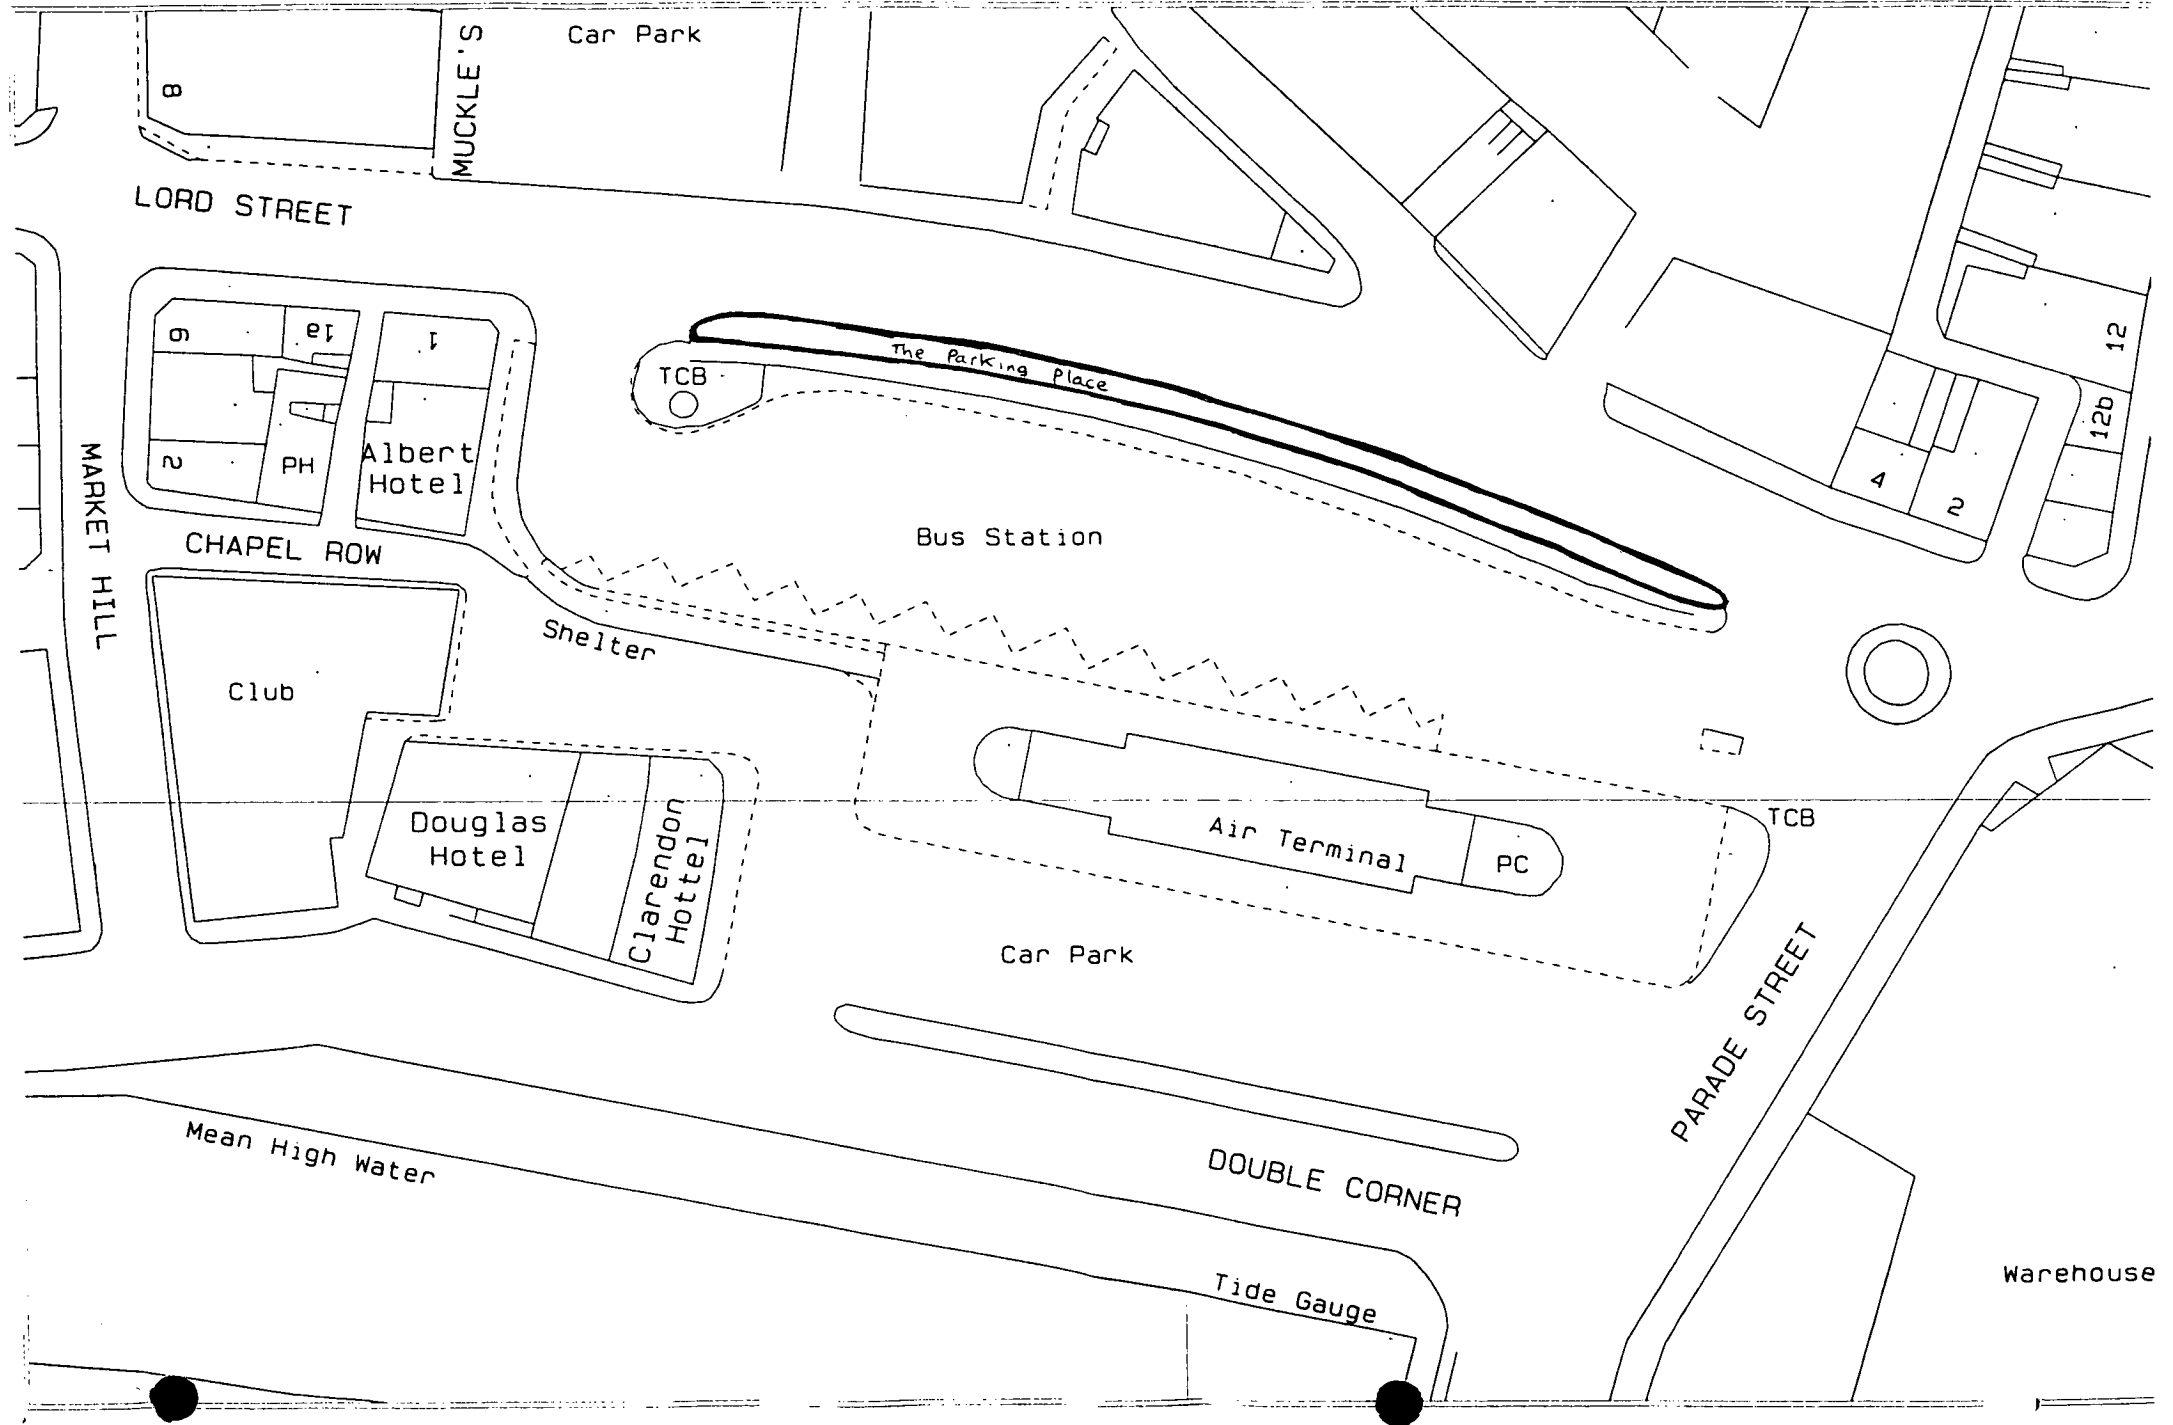 Car Park
MUCKLE'S
8
LORD STREET
6
1a
1
TCB
The Parking Place
12
12b
Albert
Hotel
PH
2
4
2
MARKET HILL
CHAPEL ROW
Bus Station
Shelter
Club
Douglas
Hotel
Clarendon
Hottel
Air Terminal
PC
TCB
Car Park
PARADE STREET
Mean High Water
DOUBLE CORNER
Tide Gauge
Warehouse